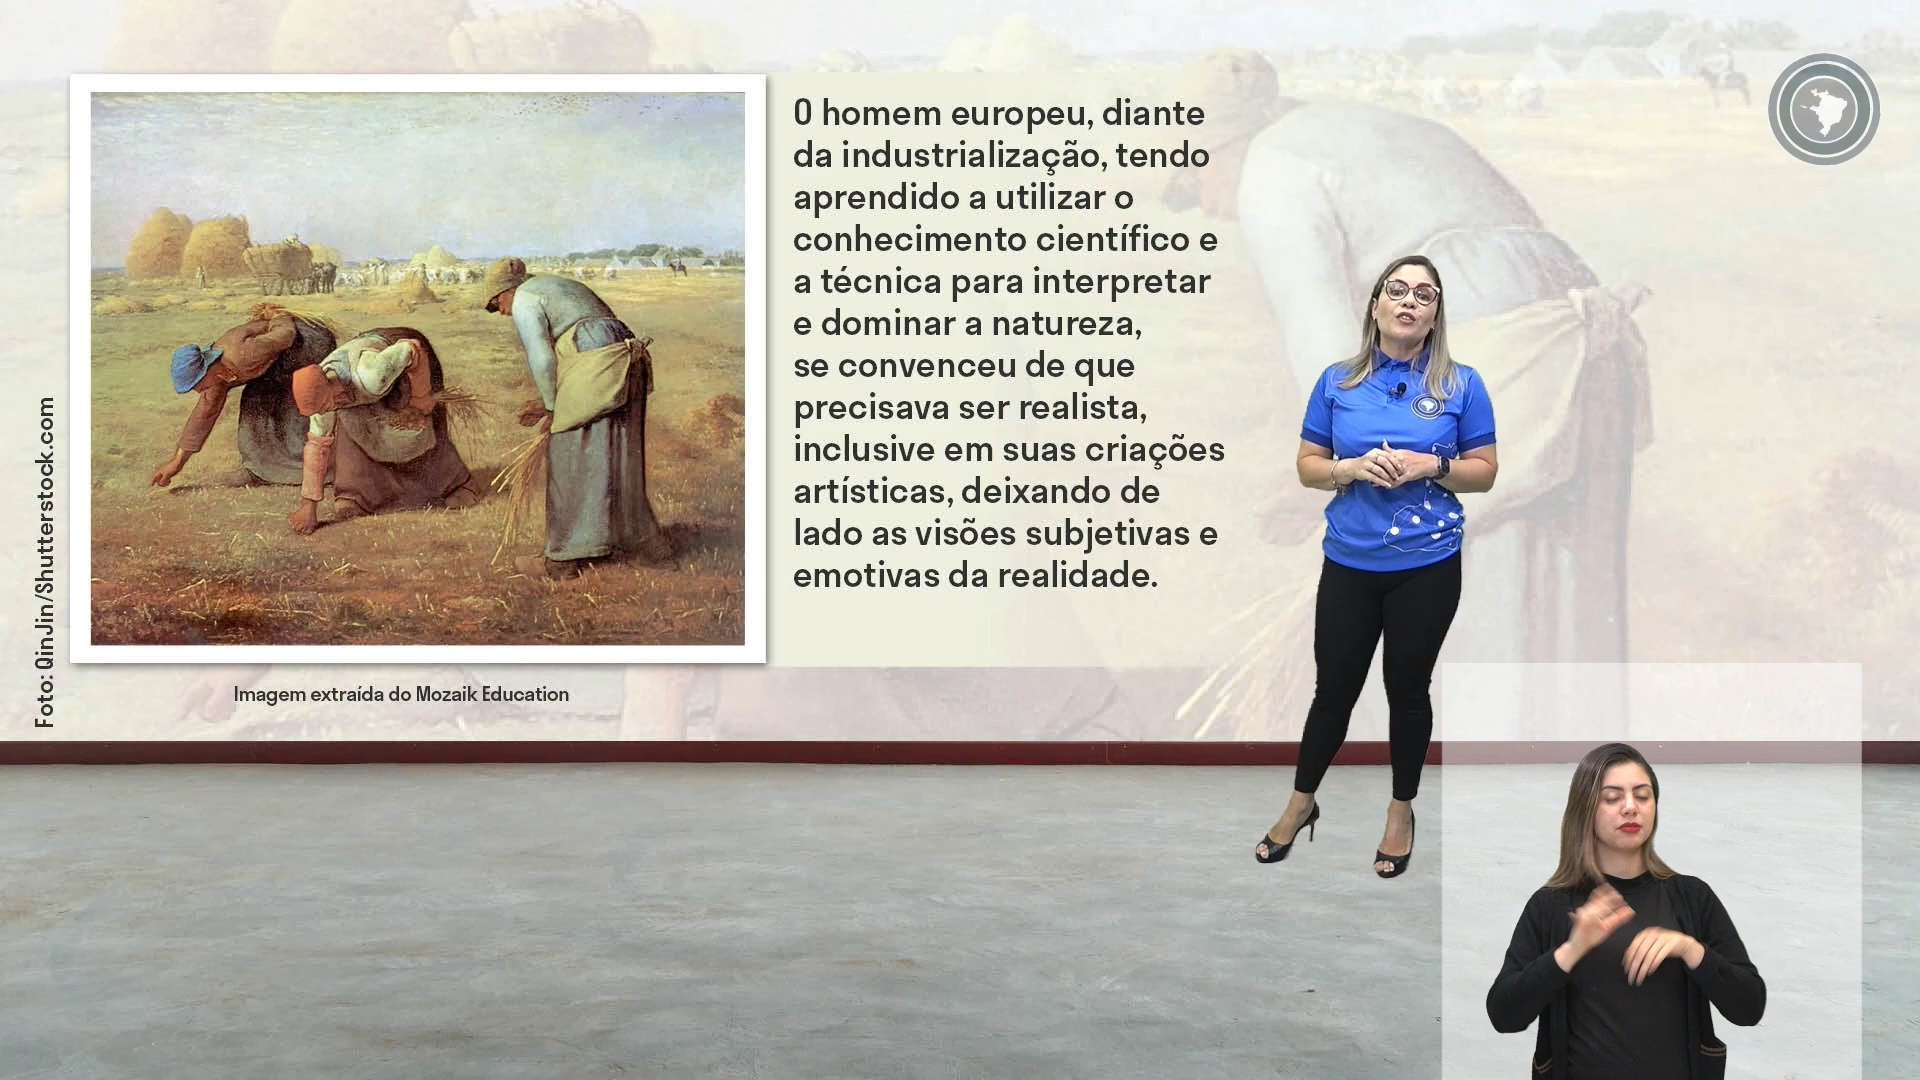 O homem europeu, diante
da industrialização, tendo
aprendido a utilizar o
conhecimento científico e
a técnica para interpretar
e dominar a natureza,
se convenceu de que
precisava ser realista,
inclusive em suas criações
artísticas, deixando de
lado as visões subjetivas e
emotivas da realidade.
Foto: QinJin/Shutterstock.com
Imagem extraída do Mozaik Education